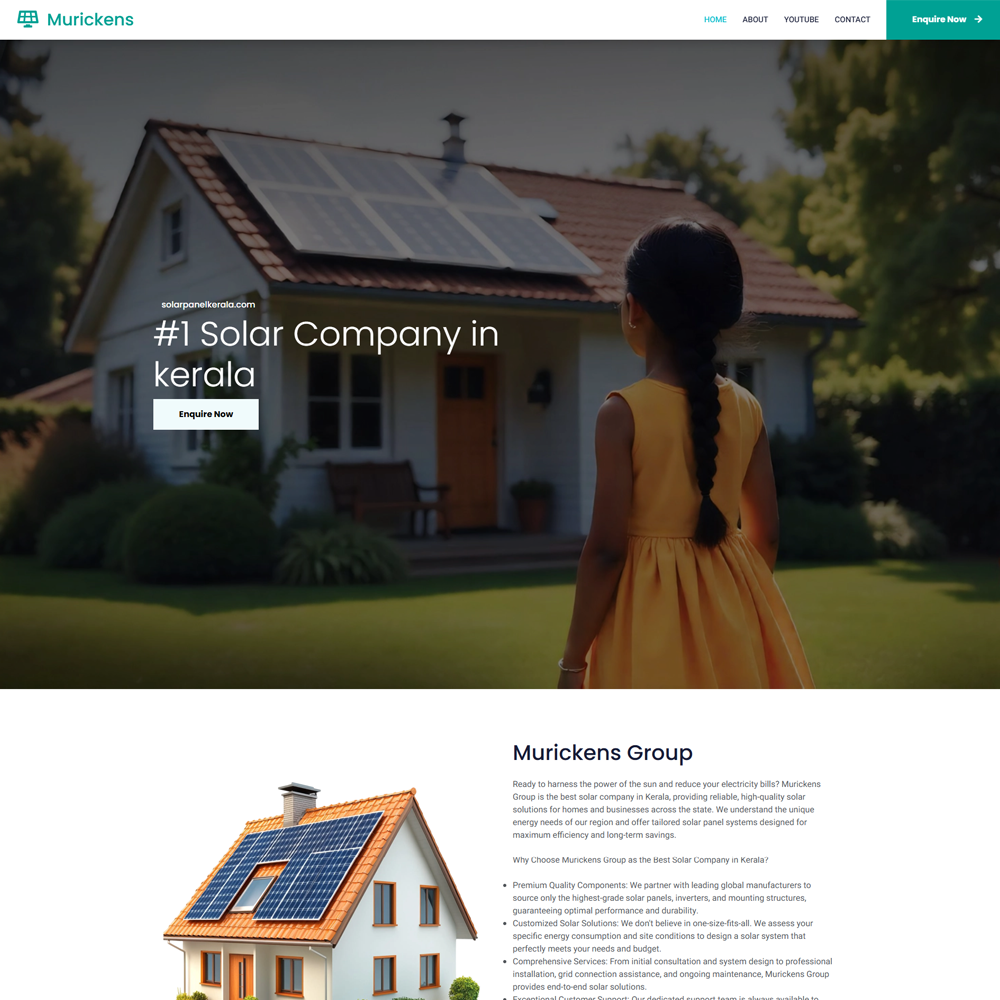 Murickens
HOME ABOUT YOUTUBE CONTACT
Enquire Now
solarpanelkerala.com
#1 Solar Company in
kerala
Enquire Now
Murickens Group
Ready to harness the power of the sun and reduce your electricity bills? Murickens
Group is the best solar company in Kerala, providing reliable, high-quality solar
solutions for homes and businesses across the state. We understand the unique
energy needs of our region and offer tailored solar panel systems designed for
maximum efficiency and long-term savings.
Why Choose Murickens Group as the Best Solar Company in Kerala?
Premium Quality Components: We partner with leading global manufacturers to
source only the highest-grade solar panels, inverters, and mounting structures,
guaranteeing optimal performance and durability.
Customized Solar Solutions: We don't believe in one-size-fits-all. We assess your
specific energy consumption and site conditions to design a solar system that
perfectly meets your needs and budget.
Comprehensive Services: From initial consultation and system design to professional
installation, grid connection assistance, and ongoing maintenance, Murickens Group
provides end-to-end solar solutions.
Exceptional Customer Support: Our dedicated support team is always available to